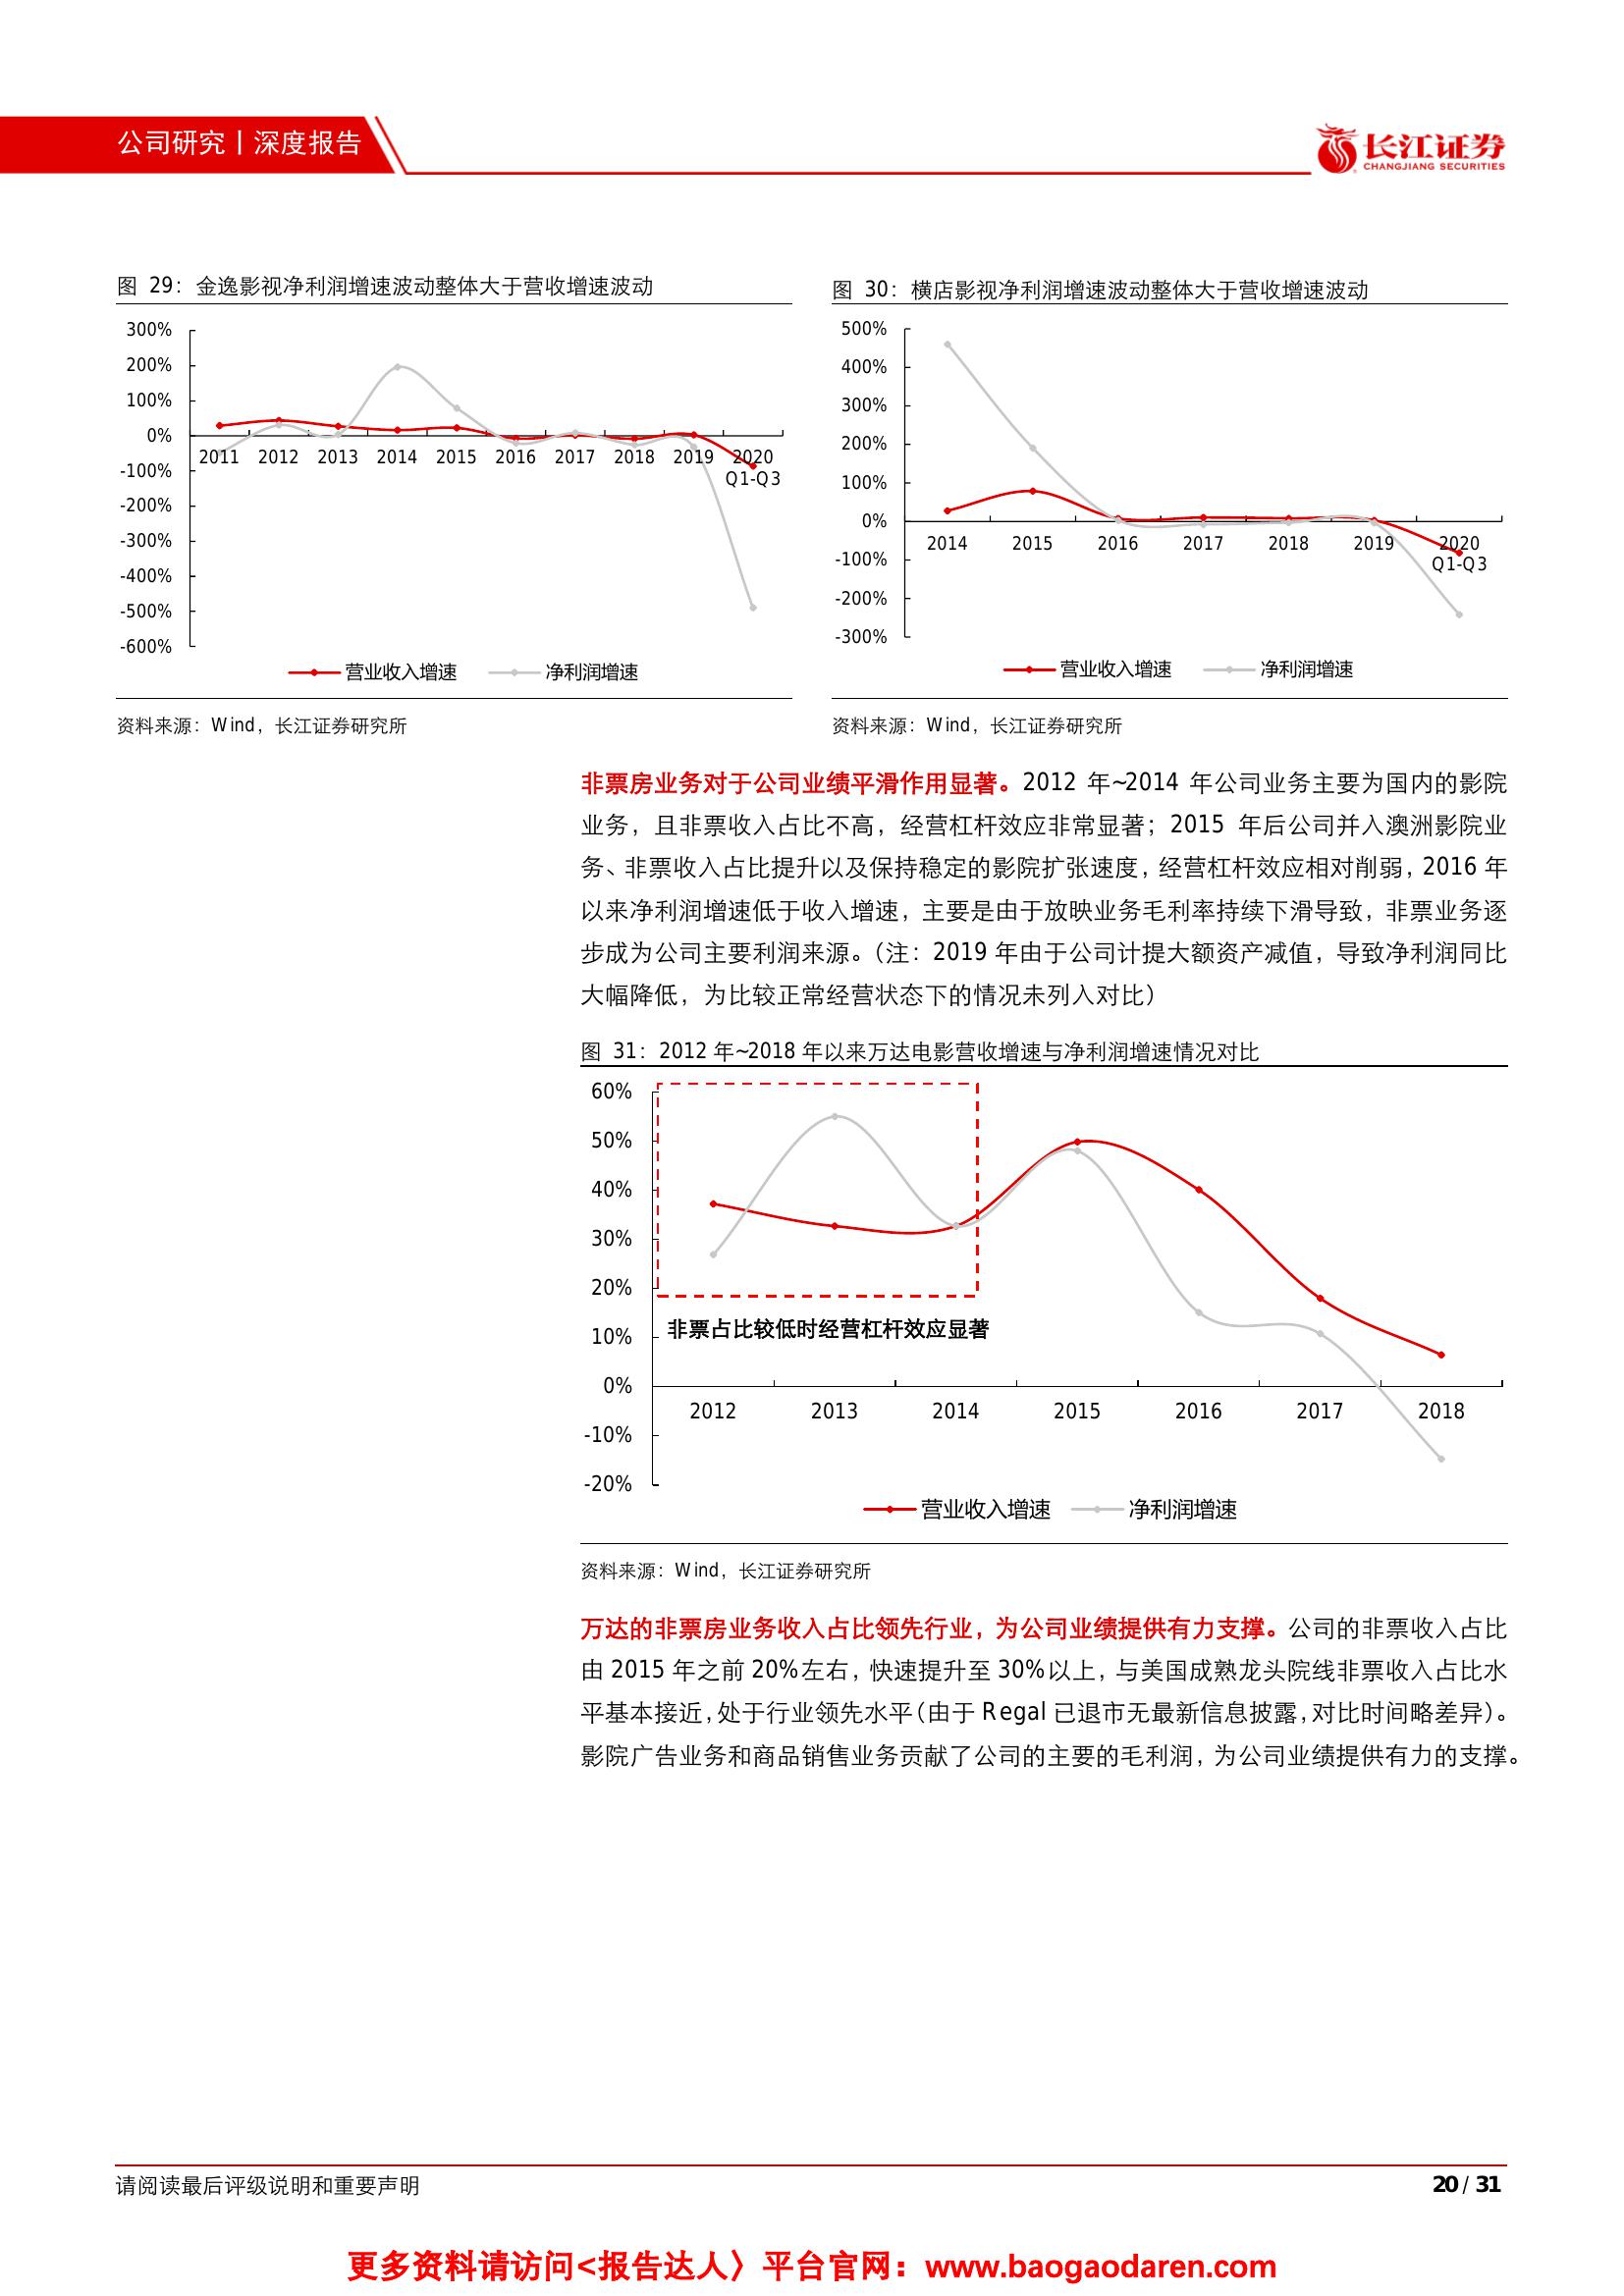 公司研究丨深度报告
长江证券
CHANGJIANG SECURITIES
图 29：金逸影视净利润增速波动整体大于营收增速波动
300%
200%
100%
0%
-100%
-200%
-300%
-400%
-500%
-600%
2011 2012 2013 2014 2015 2016 2017 2018 2019 2020
Q1-Q3
营业收入增速 净利润增速
资料来源：Wind，长江证券研究所
图 30：横店影视净利润增速波动整体大于营收增速波动
500%
400%
300%
200%
100%
0%
-100%
-200%
-300%
2014 2015 2016 2017 2018 2019 2020
Q1-Q3
营业收入增速 净利润增速
资料来源：Wind，长江证券研究所
非票房业务对于公司业绩平滑作用显著。2012 年~2014 年公司业务主要为国内的影院
业务，且非票收入占比不高，经营杠杆效应非常显著；2015 年后公司并入澳洲影院业
务、非票收入占比提升以及保持稳定的影院扩张速度，经营杠杆效应相对削弱，2016 年
以来净利润增速低于收入增速，主要是由于放映业务毛利率持续下滑导致，非票业务逐
步成为公司主要利润来源。（注：2019 年由于公司计提大额资产减值，导致净利润同比
大幅降低，为比较正常经营状态下的情况未列入对比）
图 31：2012 年~2018 年以来万达电影营收增速与净利润增速情况对比
60%
50%
40%
30%
20%
10%
0%
-10%
-20%
非票占比较低时经营杠杆效应显著
2012 2013 2014 2015 2016 2017 2018
营业收入增速 净利润增速
资料来源：Wind，长江证券研究所
万达的非票房业务收入占比领先行业，为公司业绩提供有力支撑。公司的非票收入占比
由 2015 年之前 20%左右，快速提升至 30%以上，与美国成熟龙头院线非票收入占比水
平基本接近，处于行业领先水平（由于 Regal 已退市无最新信息披露，对比时间略差异）。
影院广告业务和商品销售业务贡献了公司的主要的毛利润，为公司业绩提供有力的支撑。
请阅读最后评级说明和重要声明
20 / 31
更多资料请访问<报告达人〉平台官网：www.baogaodaren.com